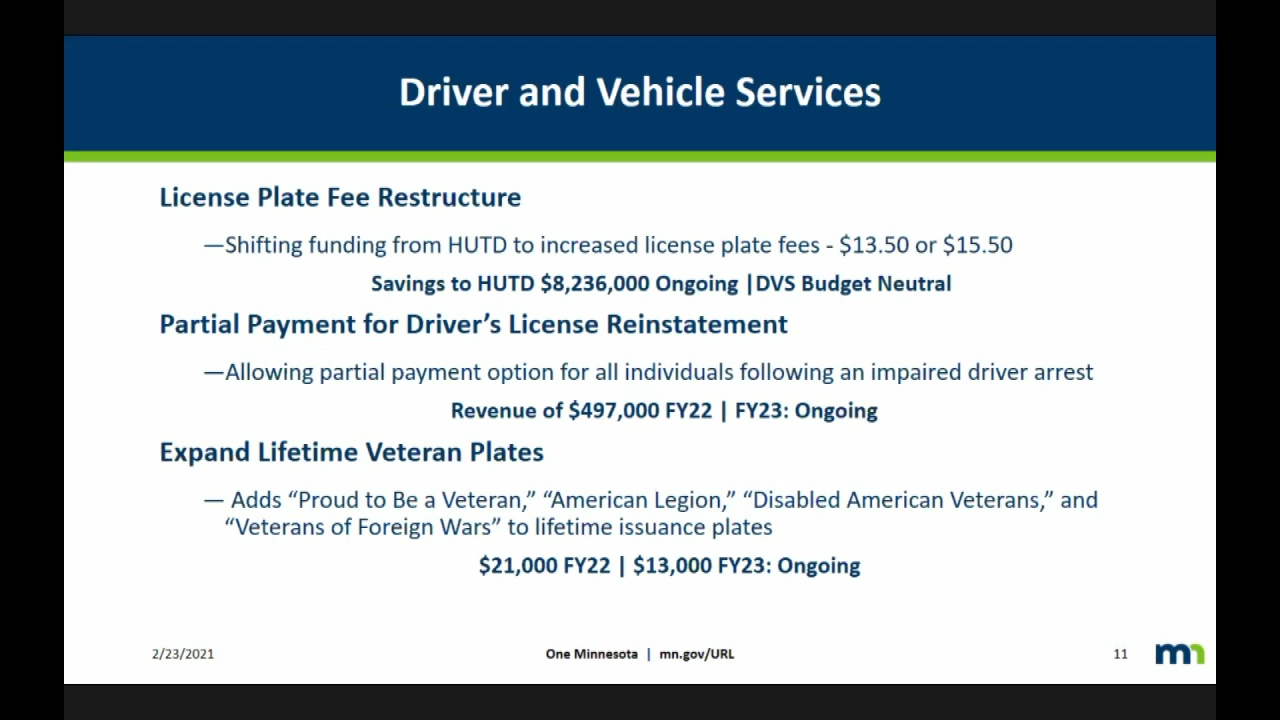 Driver and Vehicle Services
License Plate Fee Restructure
—Shifting funding from HUTD to increased license plate fees - $13.50 or $15.50
Savings to HUTD $8,236,000 Ongoing |DVS Budget Neutral
Partial Payment for Driver’s License Reinstatement
—Allowing partial payment option for all individuals following an impaired driver arrest
Revenue of $497,000 FY22 | FY23: Ongoing
Expand Lifetime Veteran Plates
— Adds “Proud to Be a Veteran,” “American Legion,” “Disabled American Veterans,” and
“Veterans of Foreign Wars” to lifetime issuance plates
$21,000 FY22 | $13,000 FY23: Ongoing
2/23/2021
One Minnesota | mn.gov/URL
11
mn